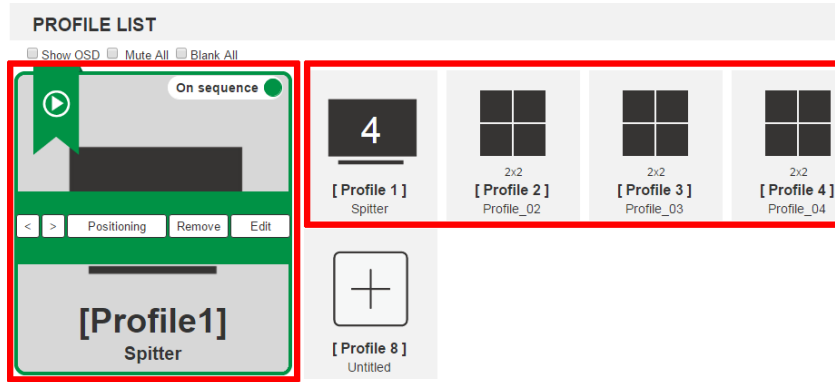 PROFILE LIST
Show OSD Mute All Blank All
On sequence
< > Positioning Remove Edit
[Profile1]
Spitter
4
[ Profile 1 ]
Spitter
2x2
[ Profile 2 ]
Profile_02
2x2
[ Profile 3 ]
Profile_03
2x2
[ Profile 4 ]
Profile_04
[ Profile 8 ]
Untitled